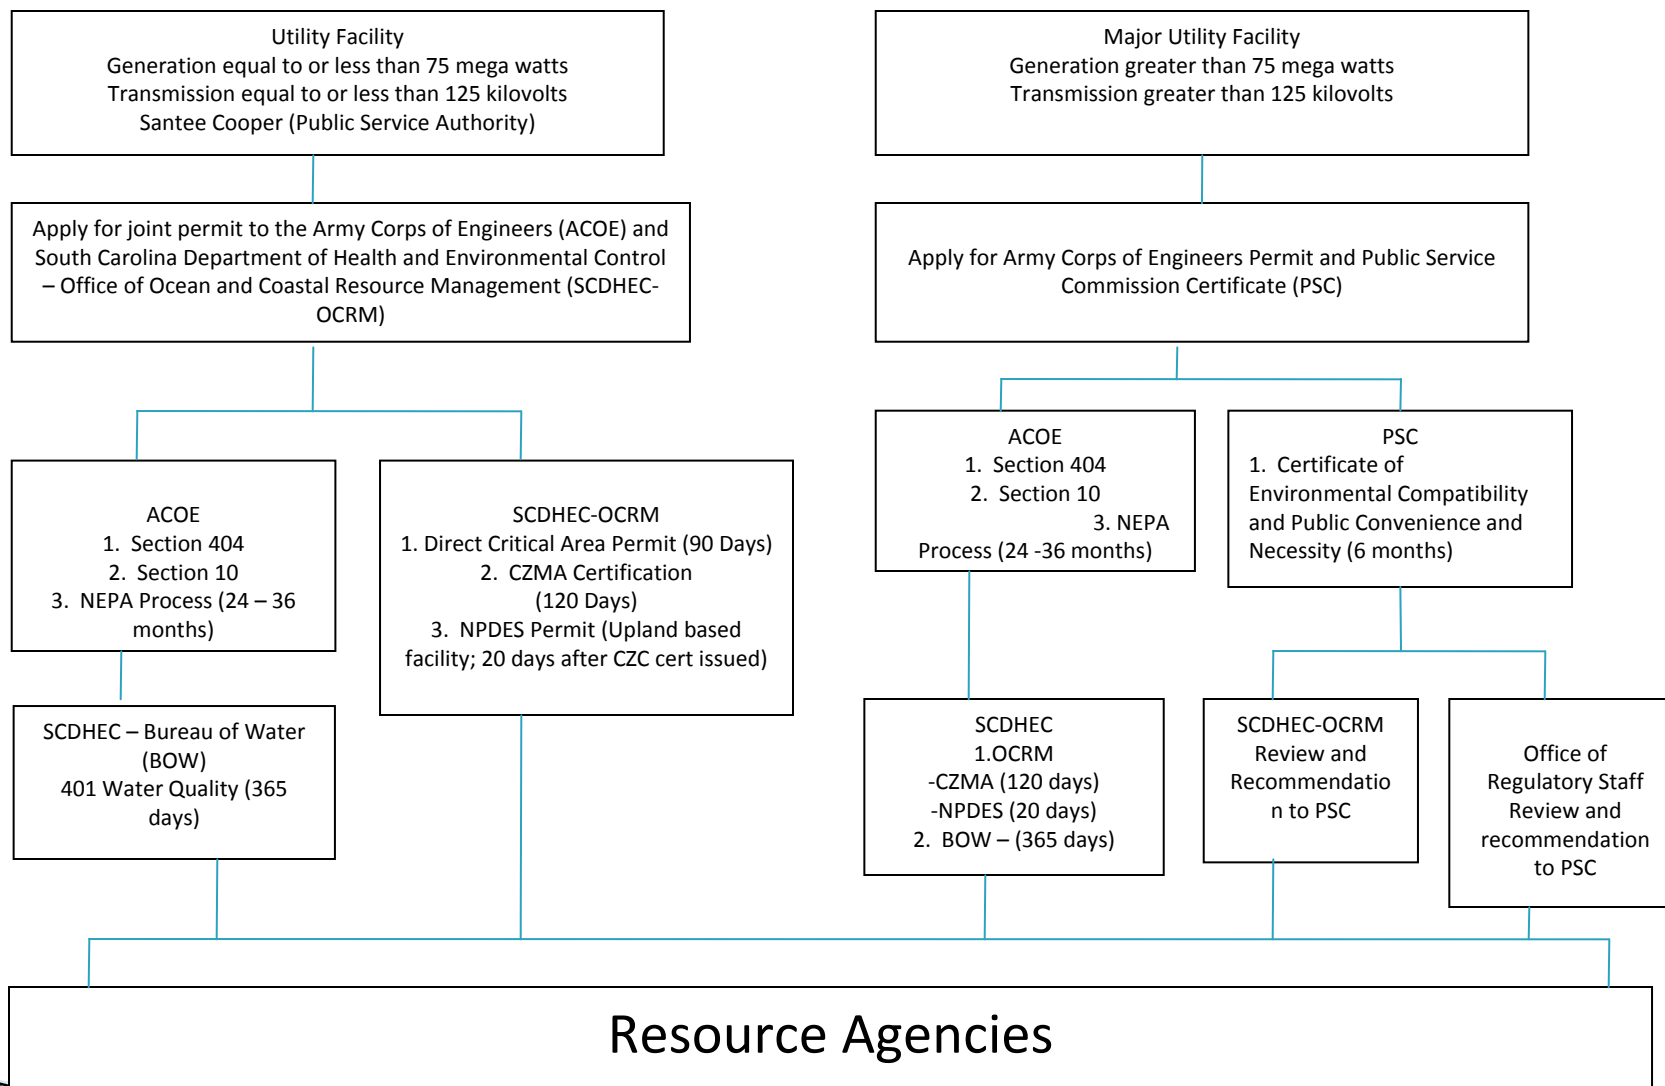 Utility Facility
Generation equal to or less than 75 mega watts
Transmission equal to or less than 125 kilovolts
Santee Cooper (Public Service Authority)
Major Utility Facility
Generation greater than 75 mega watts
Transmission greater than 125 kilovolts
Apply for joint permit to the Army Corps of Engineers (ACOE) and
South Carolina Department of Health and Environmental Control
– Office of Ocean and Coastal Resource Management (SCDHEC-
OCRM)
Apply for Army Corps of Engineers Permit and Public Service
Commission Certificate (PSC)
ACOE
1. Section 404
2. Section 10
3. NEPA Process (24 – 36
months)
SCDHEC-OCRM
1. Direct Critical Area Permit (90 Days)
2. CZMA Certification
(120 Days)
3. NPDES Permit (Upland based
facility; 20 days after CZC cert issued)
ACOE
1. Section 404
2. Section 10
3. NEPA
Process (24 -36 months)
PSC
1. Certificate of
Environmental Compatibility
and Public Convenience and
Necessity (6 months)
SCDHEC – Bureau of Water
(BOW)
401 Water Quality (365
days)
SCDHEC
1.OCRM
-CZMA (120 days)
-NPDES (20 days)
2. BOW – (365 days)
SCDHEC-OCRM
Review and
Recommendatio
n to PSC
Office of
Regulatory Staff
Review and
recommendation
to PSC
Resource Agencies